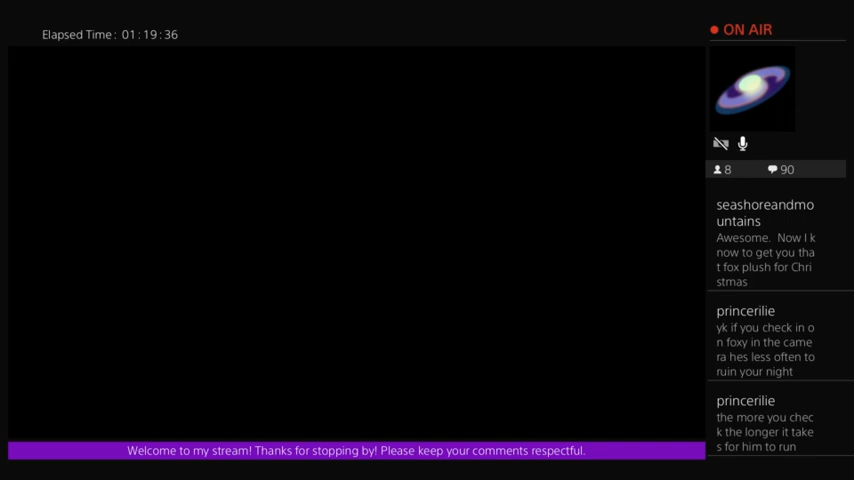 Elapsed Time: 01:19:36
ON AIR
8 90
seashoreandmo
untains
Awesome. Now I k
now to get you tha
t fox plush for Chri
stmas
princerilie
yk if you check in o
n foxy in the came
ra hes less often to
ruin your night
princerilie
the more you chec
k the longer it take
s for him to run
Welcome to my stream! Thanks for stopping by! Please keep your comments respectful.